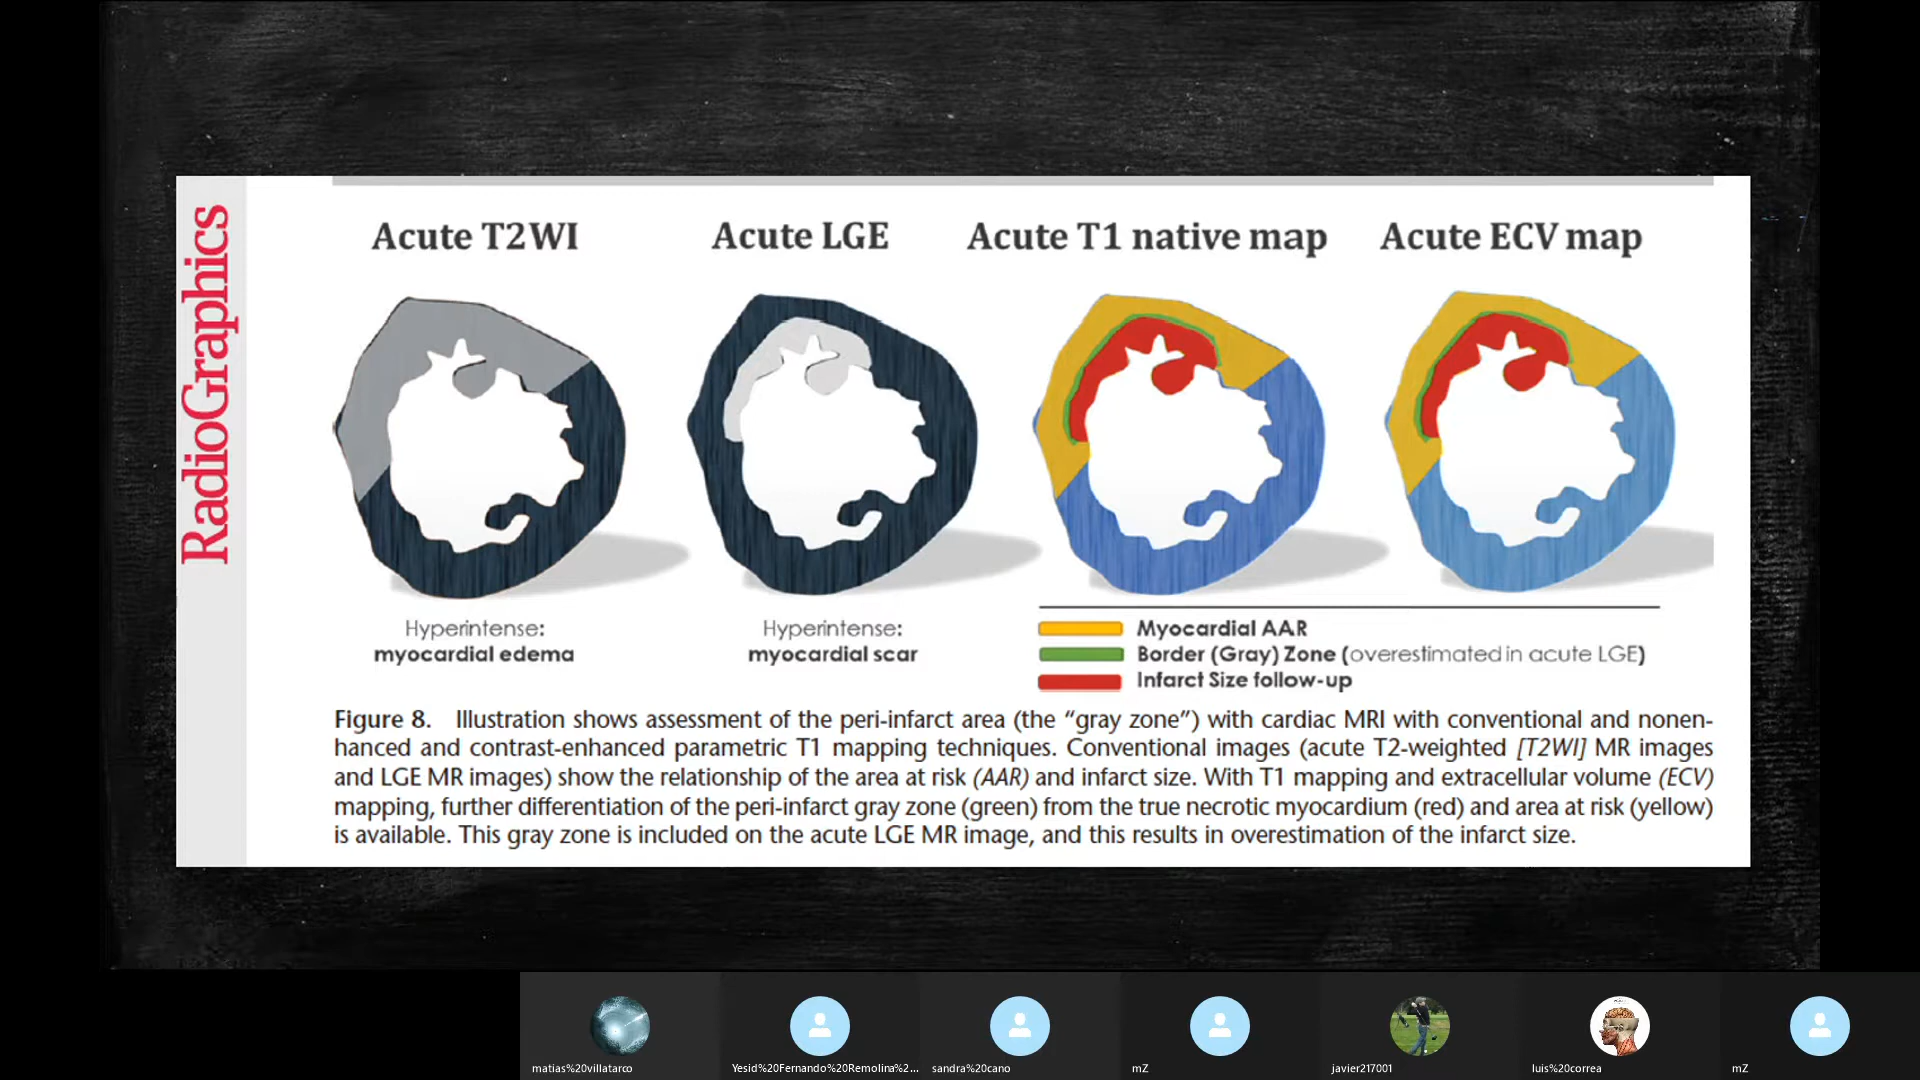 RadioGraphics
Acute T2WI
Acute LGE
Acute T1 native map
Acute ECV map
Hyperintense:
myocardial edema
Hyperintense:
myocardial scar
Myocardial AAR
Border (Gray) Zone (overestimated in acute LGE)
Infarct Size follow-up
Figure 8. Illustration shows assessment of the peri-infarct area (the “gray zone”) with cardiac MRI with conventional and nonen-
hanced and contrast-enhanced parametric T1 mapping techniques. Conventional images (acute T2-weighted [T2WI] MR images
and LGE MR images) show the relationship of the area at risk (AAR) and infarct size. With T1 mapping and extracellular volume (ECV)
mapping, further differentiation of the peri-infarct gray zone (green) from the true necrotic myocardium (red) and area at risk (yellow)
is available. This gray zone is included on the acute LGE MR image, and this results in overestimation of the infarct size.
matias%20villatarco
Yesid%20Fernando%20Remolina%2...
sandra%20cano
mZ
javier217001
luis%20correa
mZ